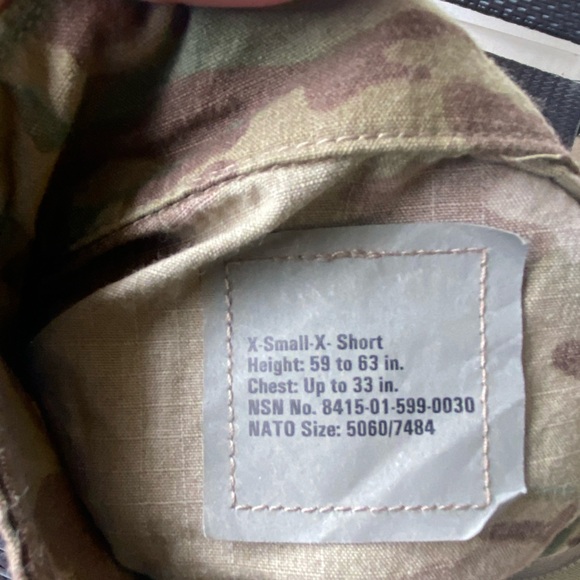 X-Small-X- Short
Height: 59 to 63 in.
Chest: Up to 33 in.
NSN No. 8415-01-599-0030
NATO Size: 5060/7484